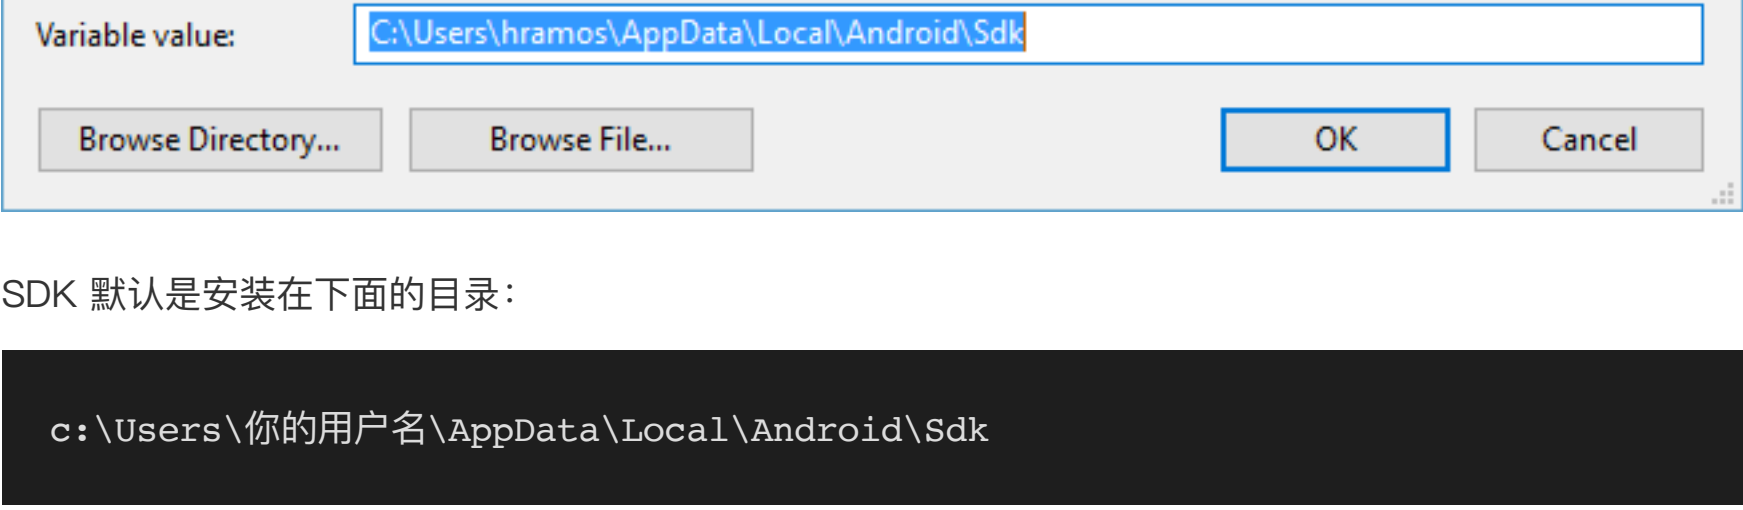 Variable value: C:\Users\hramos\AppData\Local\Android\Sdk
Browse Directory... Browse File... OK Cancel
SDK 默认是安装在下面的目录：
c:\Users\你的用户名\AppData\Local\Android\Sdk